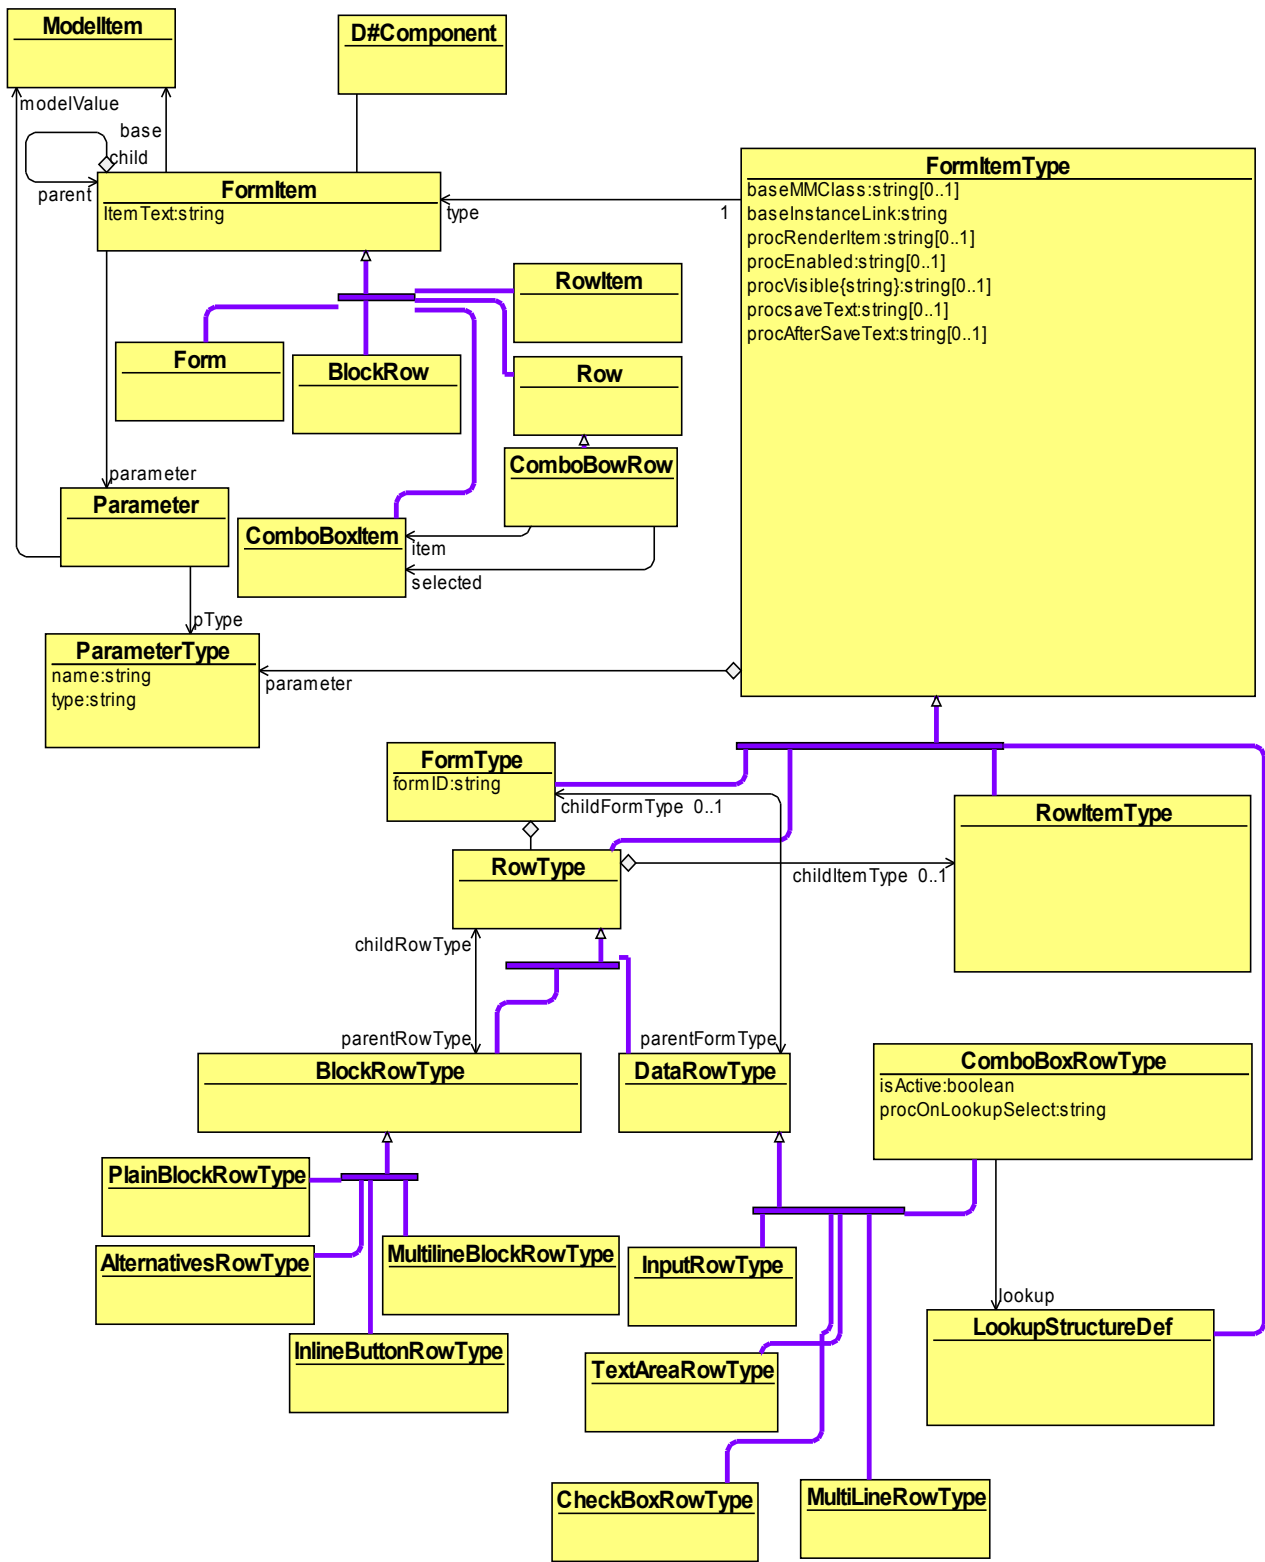 ModelItem
D#Component
modelValue
base
child
parent
FormItem
ItemText:string
type
1
FormItemType
baseMMClass:string[0..1]
baseInstanceLink:string
procRenderItem:string[0..1]
procEnabled:string[0..1]
procVisible{string}:string[0..1]
procsaveText:string[0..1]
procAfterSaveText:string[0..1]
RowItem
Form
BlockRow
Row
ComboBowRow
parameter
Parameter
ComboBoxItem
item
selected
pType
ParameterType
name:string
type:string
parameter
FormType
formID:string
childFormType 0..1
RowItemType
RowType
childItemType 0..1
childRowType
parentRowType
parentFormType
BlockRowType
DataRowType
ComboBoxRowType
isActive:boolean
procOnLookupSelect:string
PlainBlockRowType
AlternativesRowType
MultilineBlockRowType
InputRowType
lookup
LookupStructureDef
InlineButtonRowType
TextAreaRowType
CheckBoxRowType
MultiLineRowType